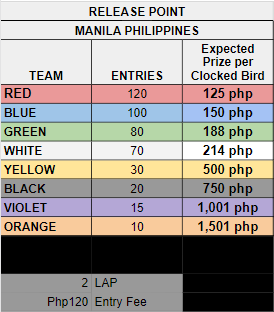 RELEASE POINT
MANILA PHILIPPINES
TEAM ENTRIES Expected Prize per Clocked Bird
RED 120 125 php
BLUE 100 150 php
GREEN 80 188 php
WHITE 70 214 php
YELLOW 30 500 php
BLACK 20 750 php
VIOLET 15 1,001 php
ORANGE 10 1,501 php
2 LAP
Php120 Entry Fee